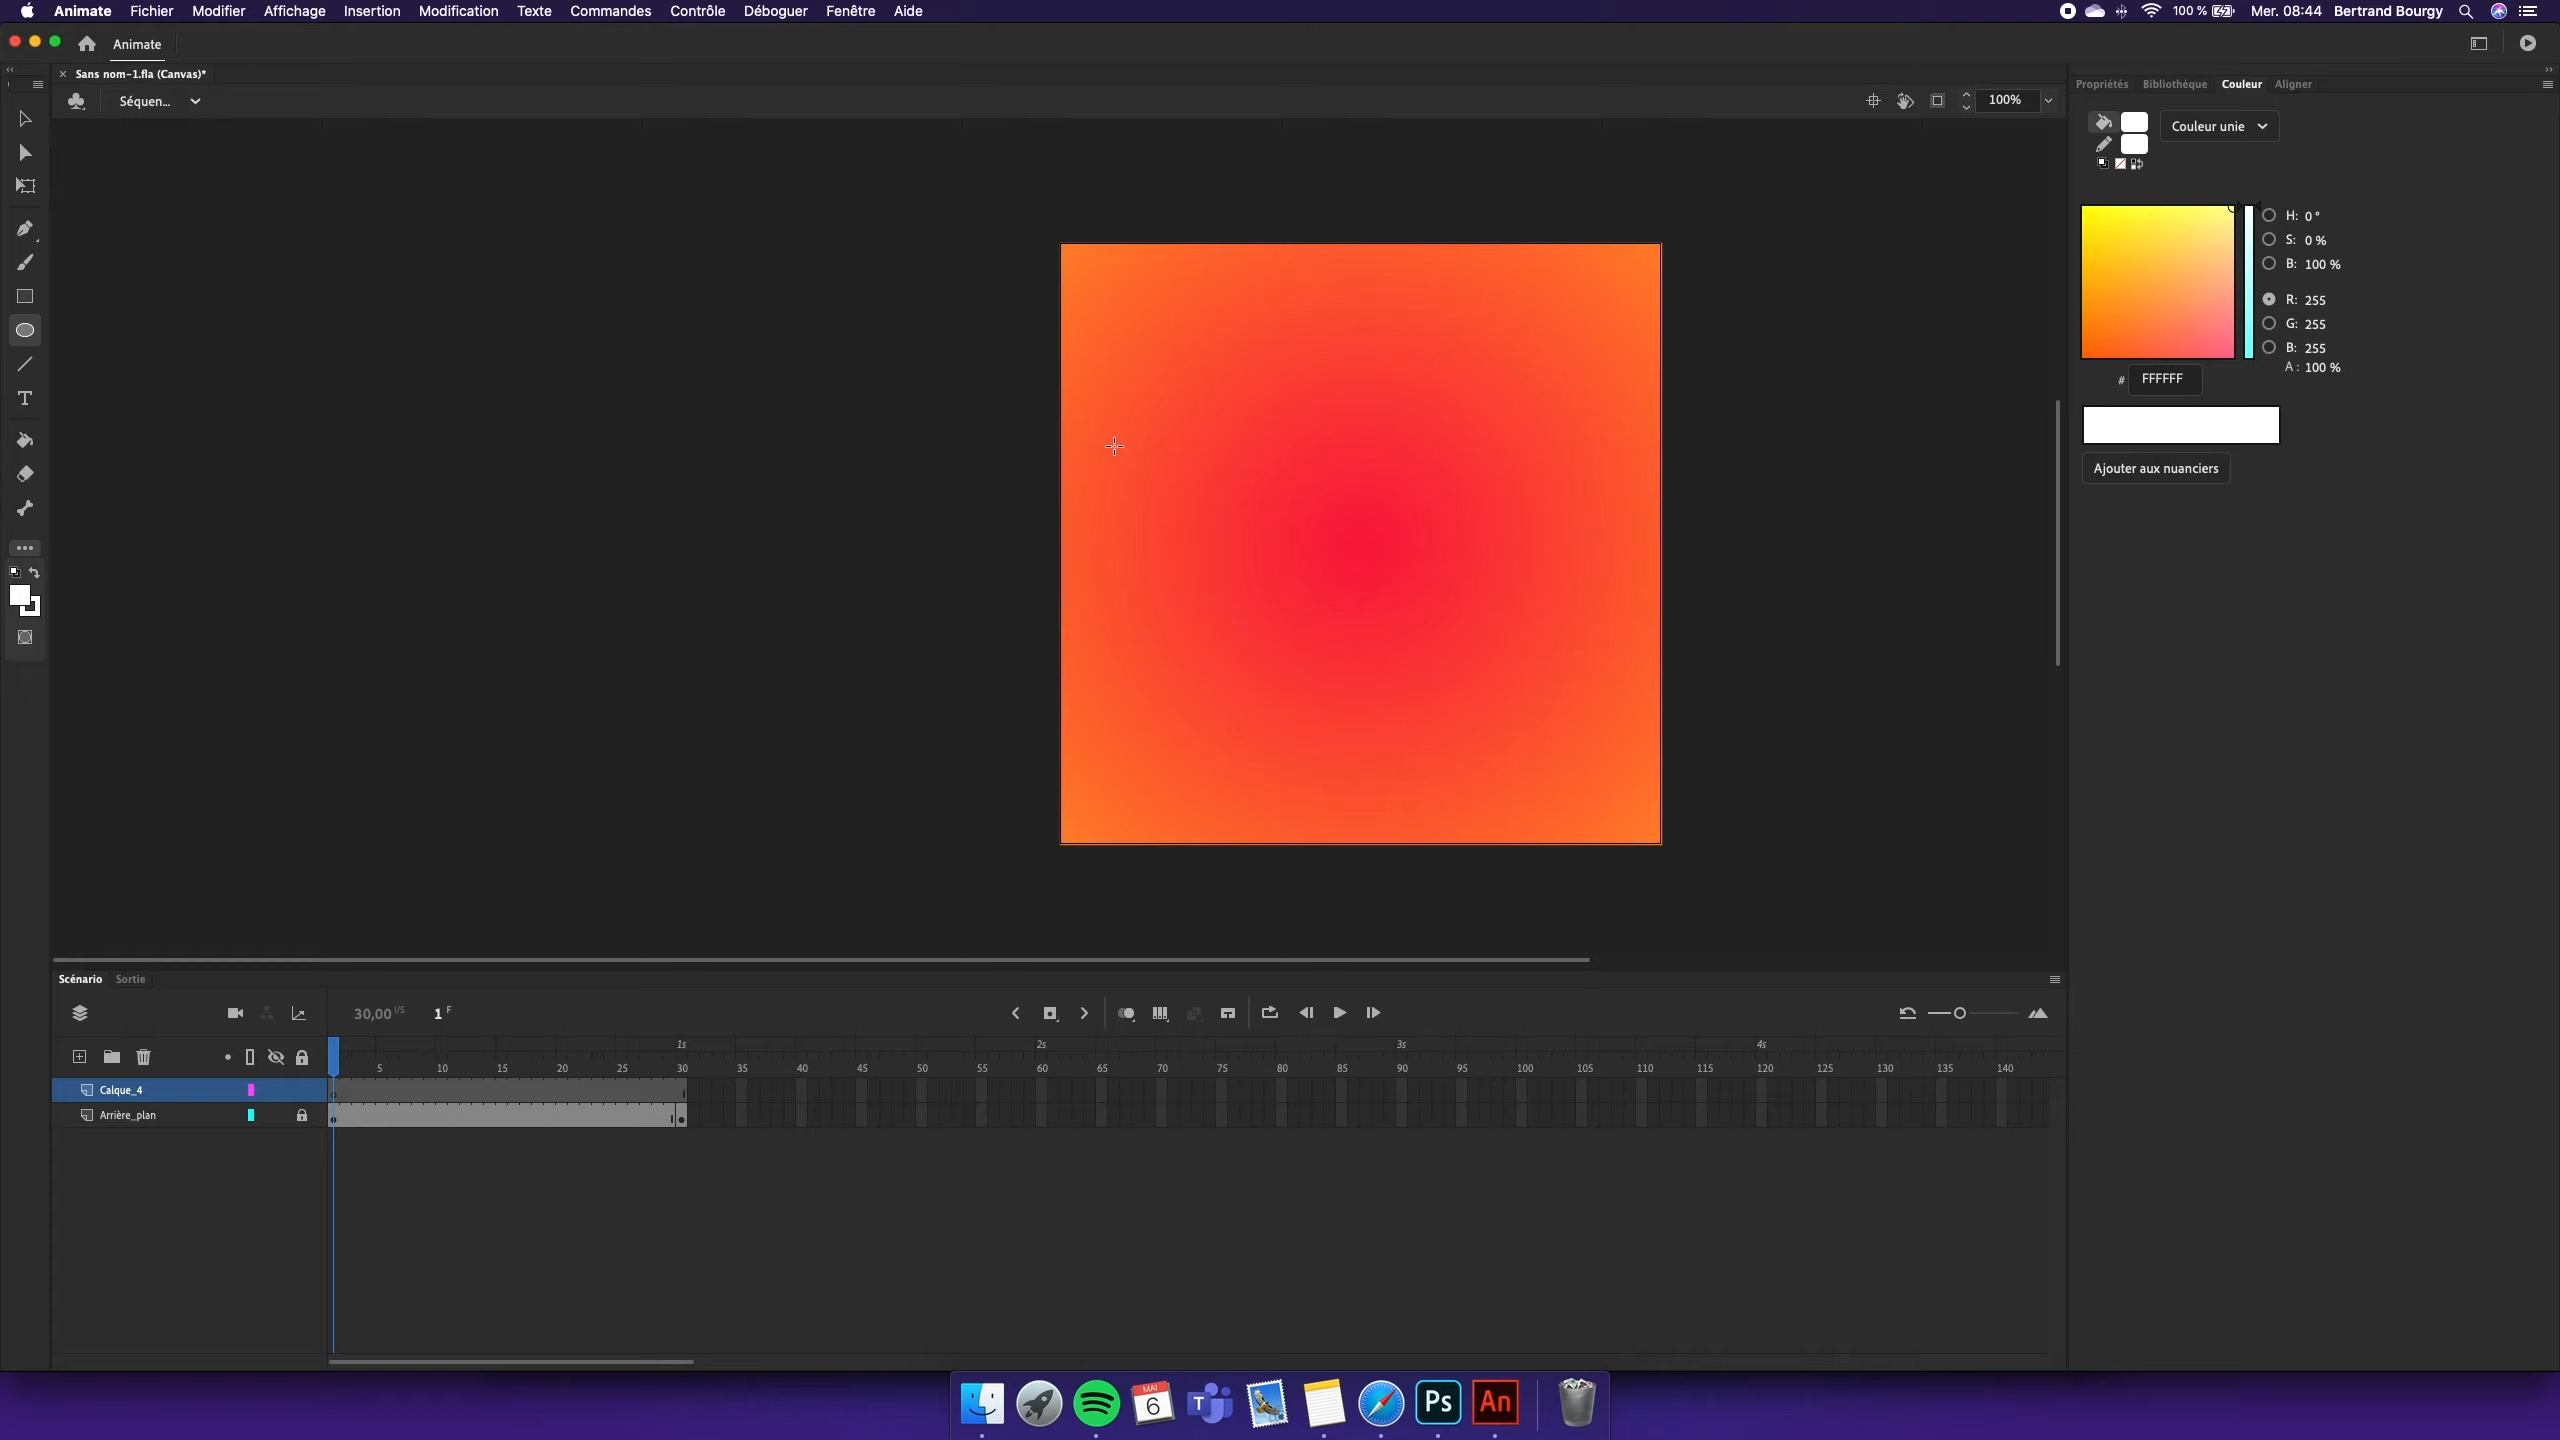 Animate Fichier Modifier Affichage Insertion Modification Texte Commandes Contrôle Déboguer Fenêtre Aide 100 % Mer. 08:44 Bertrand Bourgy
Animate
Sans nom-1.fla (Canvas)*
Séquen... 100%
Propriétés Bibliothèque Couleur Aligner
Couleur unie
H: 0 °
S: 0 %
B: 100 %
R: 255
G: 255
B: 255
A : 100 %
# FFFFFF
Ajouter aux nuanciers
T
Scénario Sortie
30,00 I/S 1 F
1s 2s 3s 4s
5 10 15 20 25 30 35 40 45 50 55 60 65 70 75 80 85 90 95 100 105 110 115 120 125 130 135 140
Calque_4
Arrière_plan
MAI
6
T
Ps
An